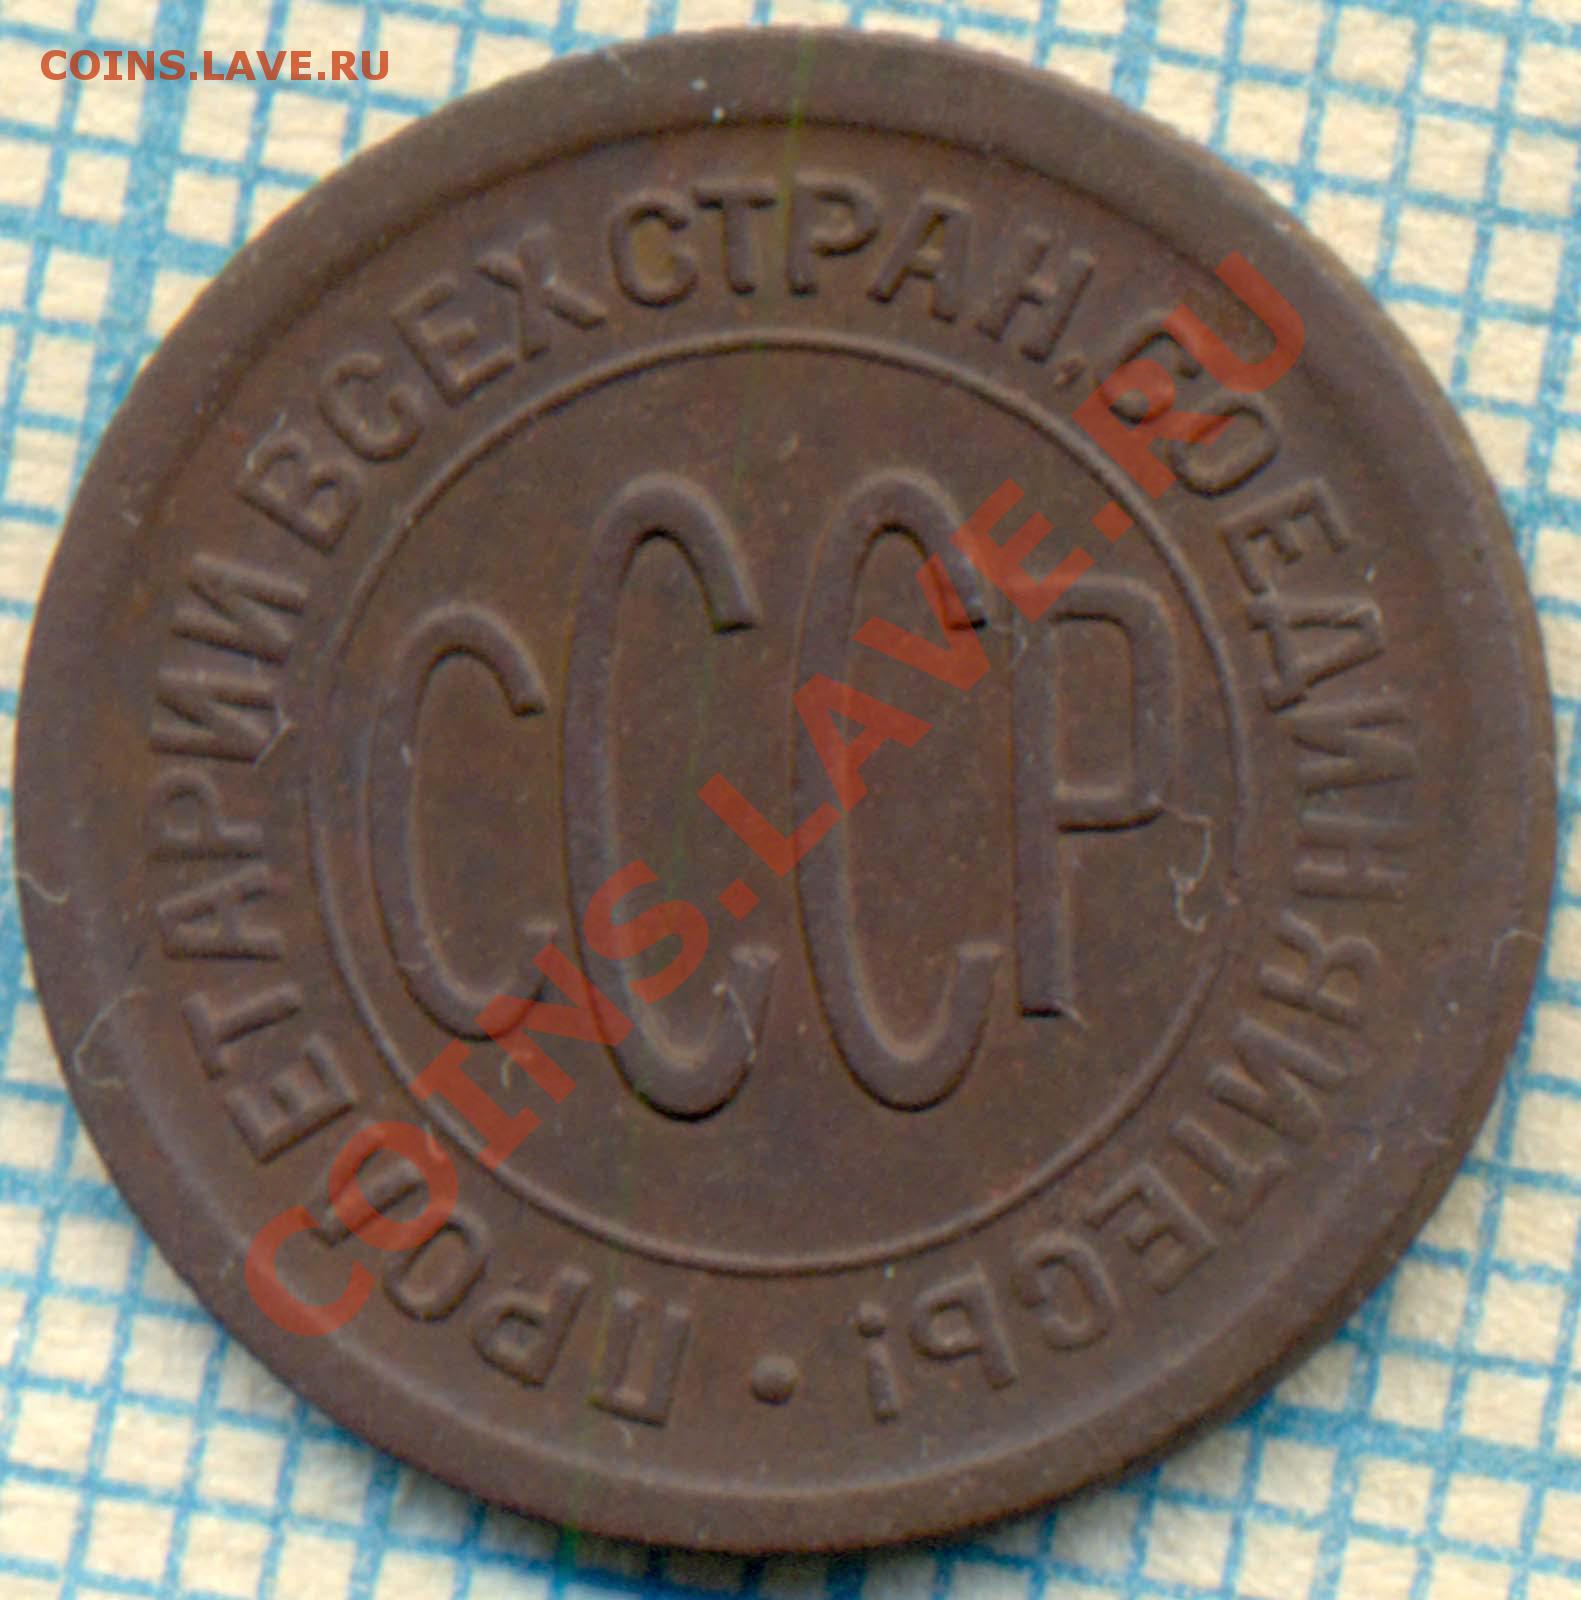 COINS.LAVE.RU
ПРОЛЕТАРИИ ВСЕХ СТРАН, СОЕДИНЯЙТЕСЬ! •
СССР
COINS.LAVE.RU